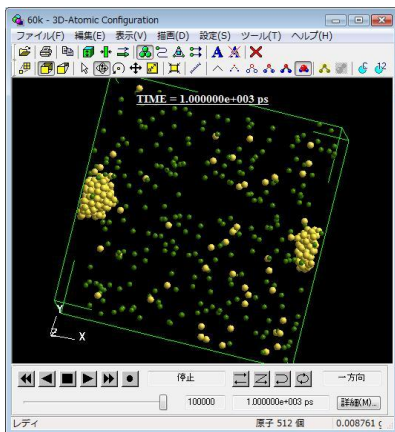 60k - 3D-Atomic Configuration
ファイル(F) 編集(E) 表示(V) 描画(D) 設定(S) ツール(T) ヘルプ(H)
TIME = 1.000000e+003 ps
Y
Z X
停止 一方向
100000 1.000000e+003 ps 詳細(M)...
レディ 原子 512 個 0.008761 g